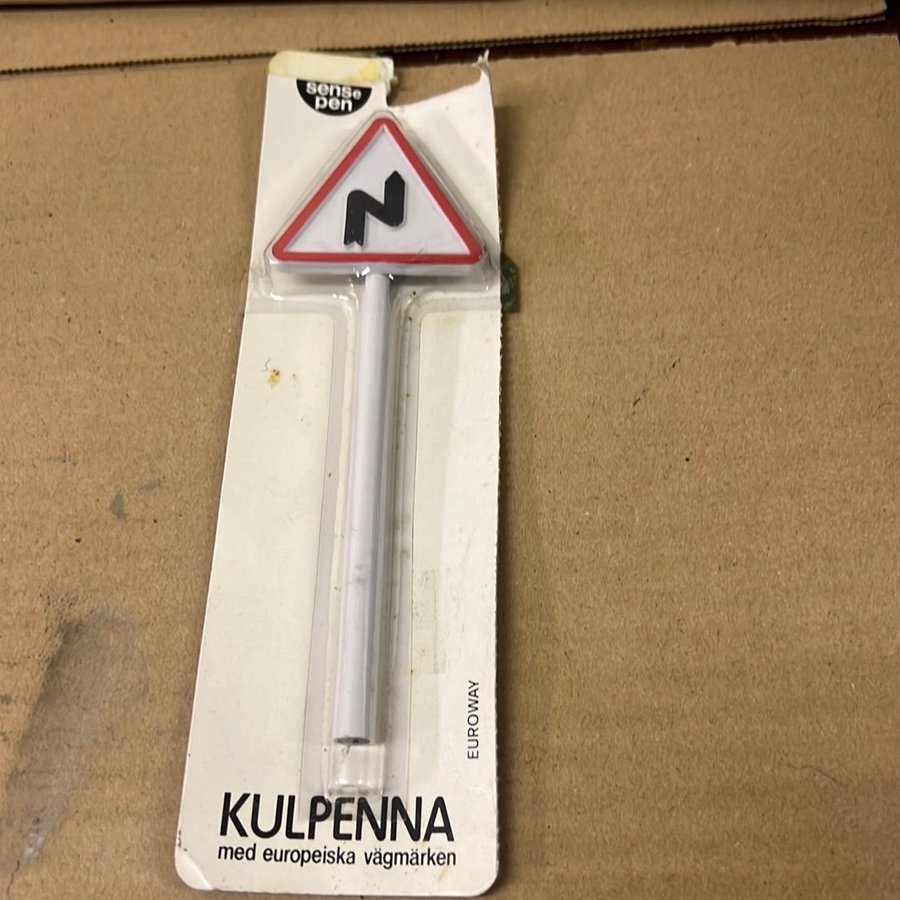 sense
pen
EUROWAY
KULPENNA
med europeiska vägmärken